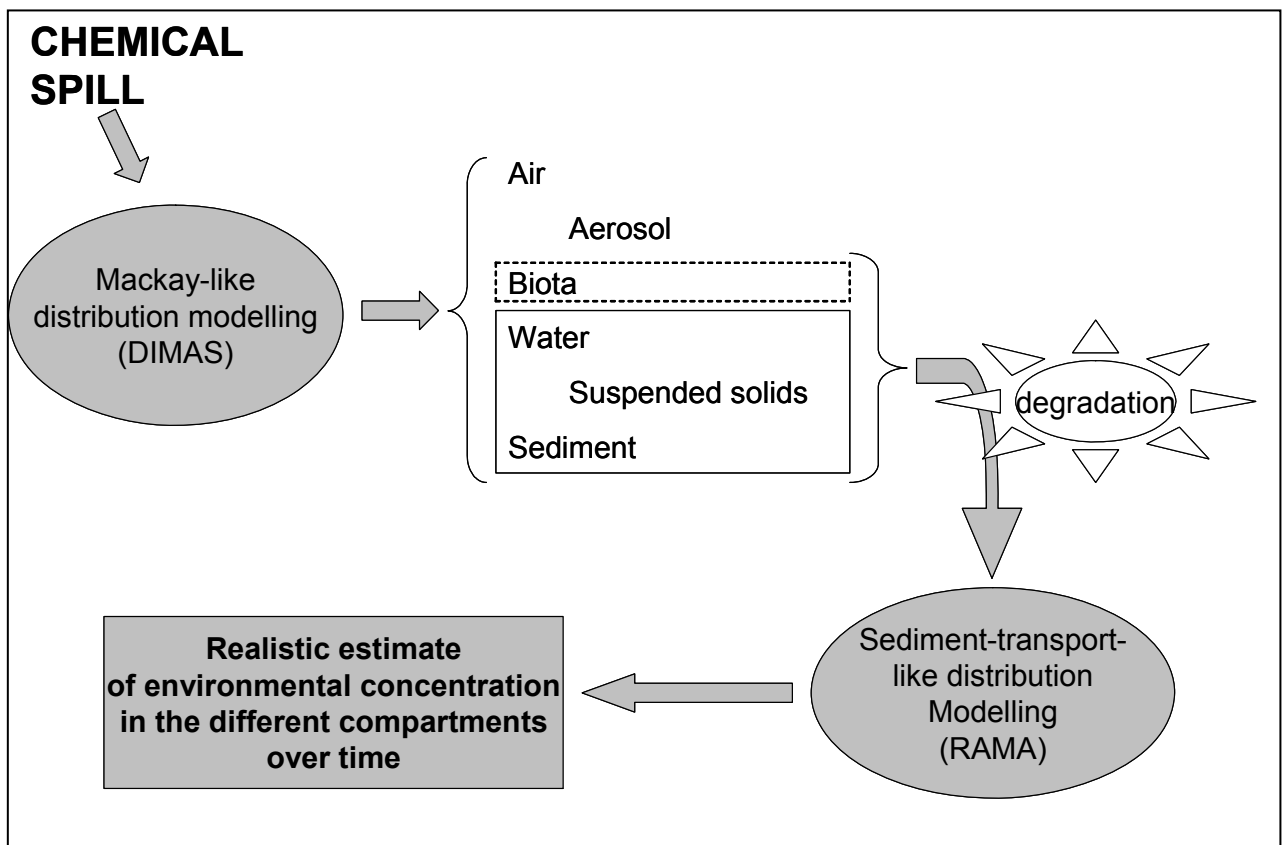 CHEMICAL
SPILL
Mackay-like
distribution modelling
(DIMAS)
Air
Aerosol
Biota
Water
Suspended solids
Sediment
degradation
Sediment-transport-
like distribution
Modelling
(RAMA)
Realistic estimate
of environmental concentration
in the different compartments
over time